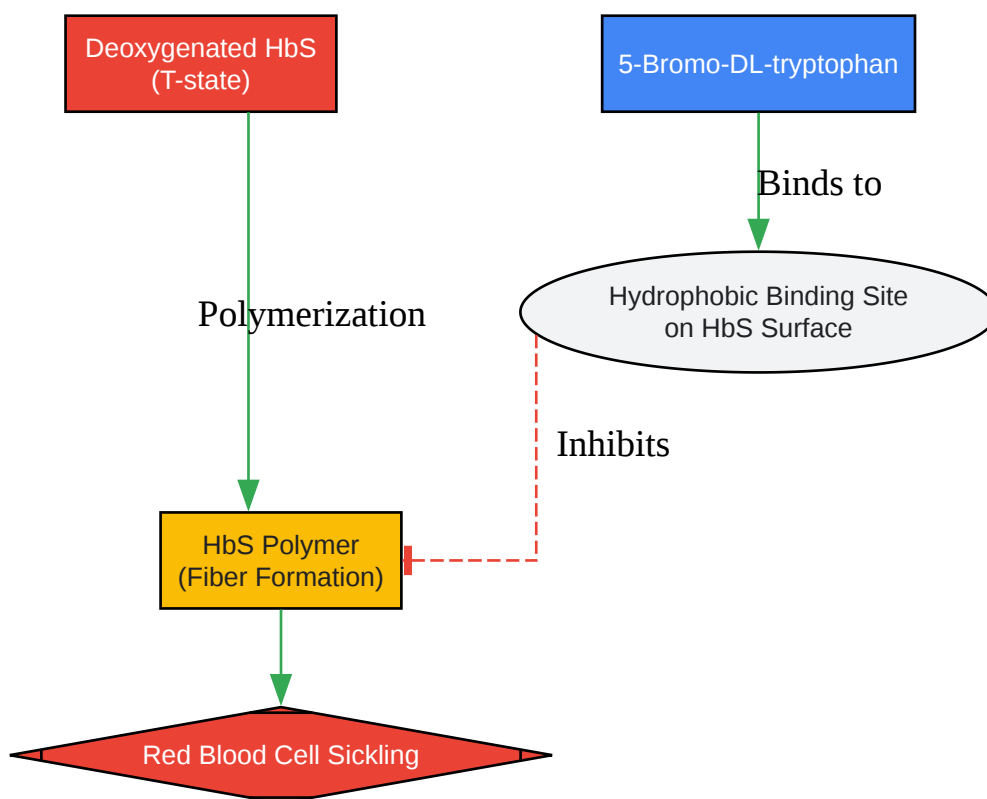 Deoxygenated HbS
(T-state)
5-Bromo-DL-tryptophan
Binds to
Hydrophobic Binding Site
on HbS Surface
Polymerization
Inhibits
HbS Polymer
(Fiber Formation)
Red Blood Cell Sickling